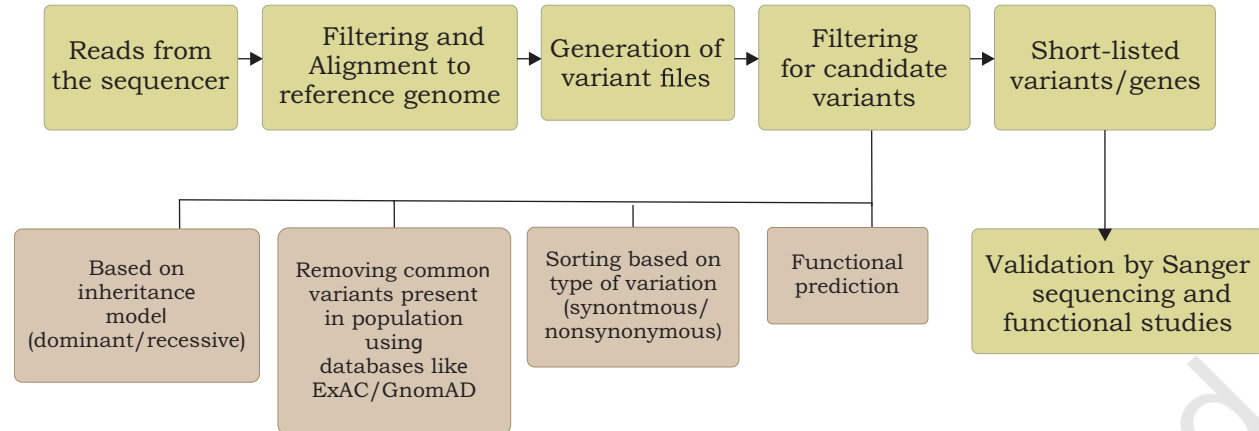 Reads from
the sequencer
Filtering and
Alignment to
reference genome
Generation of
variant files
Filtering
for candidate
variants
Short-listed
variants/genes
Based on
inheritance
model
(dominant/recessive)
Removing common
variants present
in population
using
databases like
ExAC/GnomAD
Sorting based on
type of variation
(synontmous/
nonsynonymous)
Functional
prediction
Validation by Sanger
sequencing and
functional studies
d